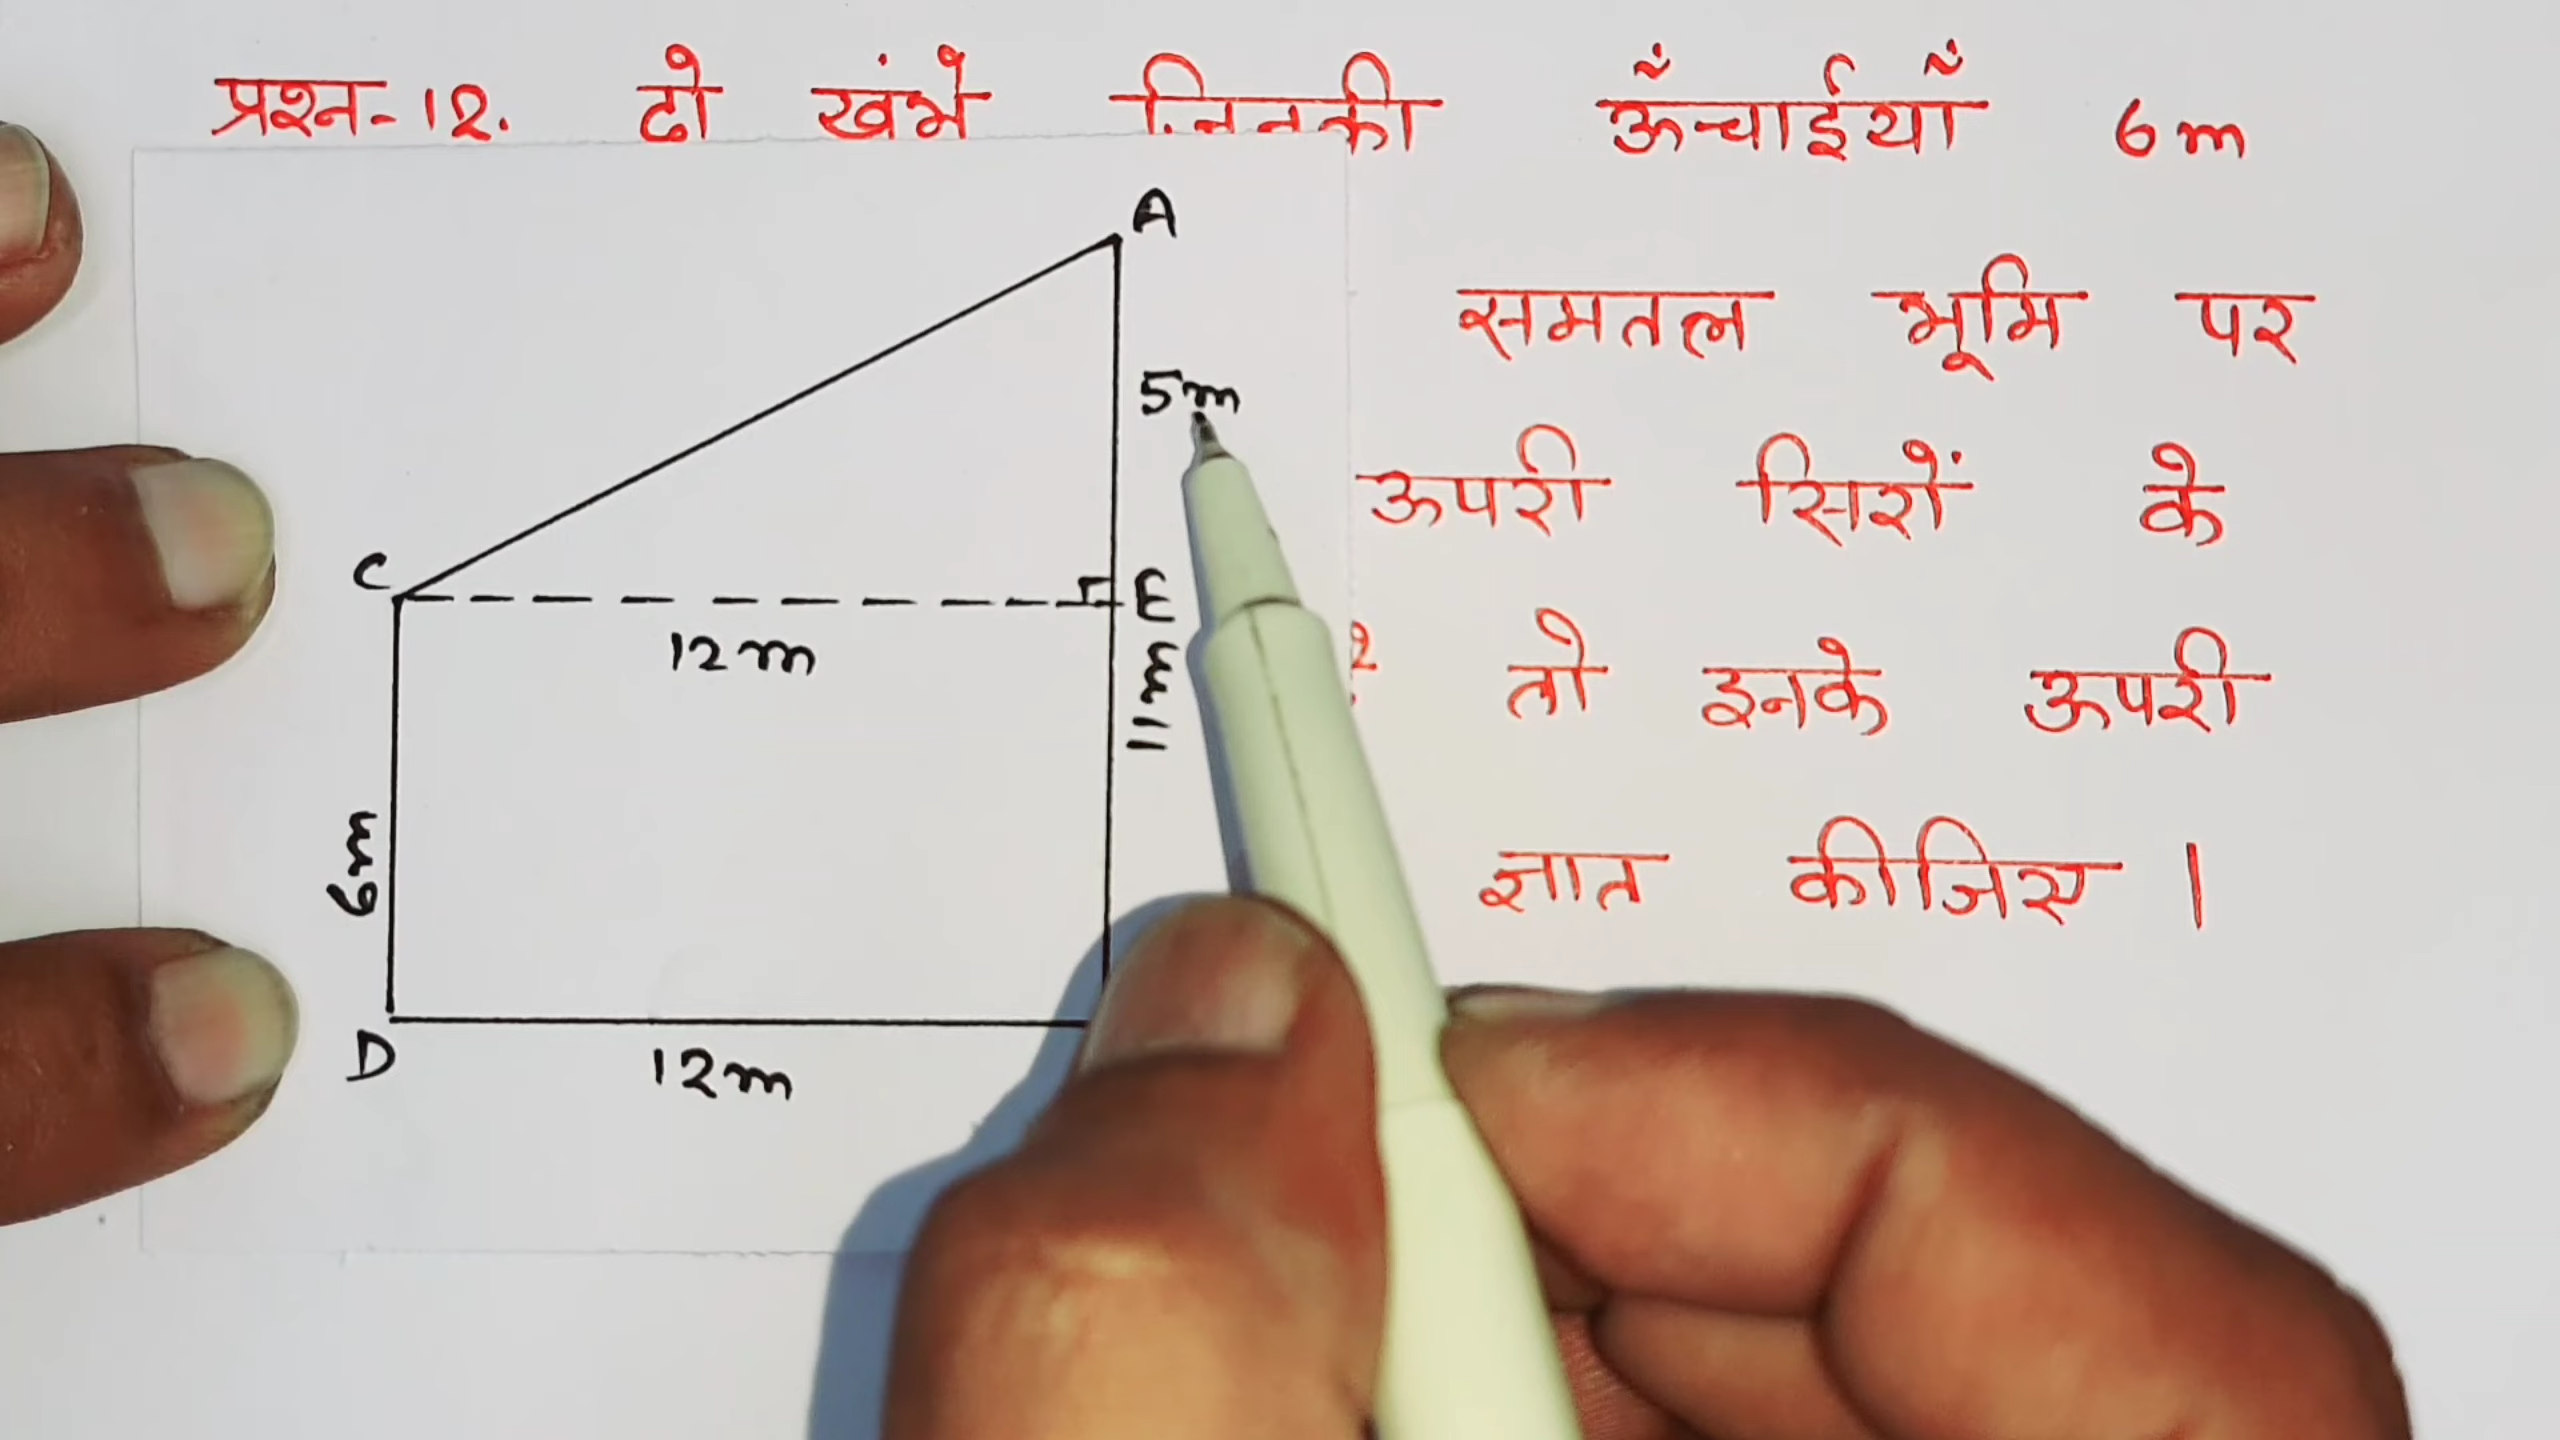 प्रश्न-12. दो खंभे जिनकी ऊँचाईयाँ 6m
समतल भूमि पर
ऊपरी सिरों के
तो इनके ऊपरी
ज्ञात कीजिए ।
A
5m
C
E
12m
11m
6m
D
12m